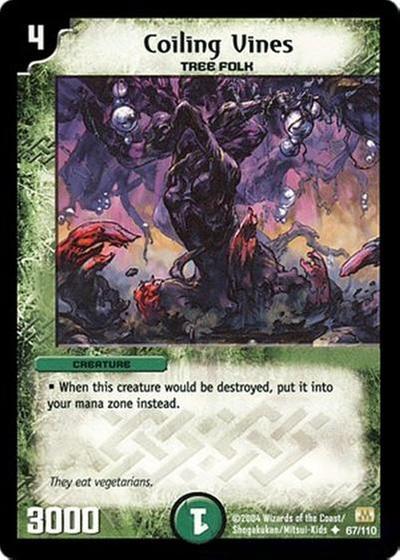 4
Coiling Vines
TREE FOLK
CREATURE
▪ When this creature would be destroyed, put it into
your mana zone instead.
They eat vegetarians.
3000
1
©2004 Wizards of the Coast/
Shogakukan/Mitsui-Kids ♦ 67/110